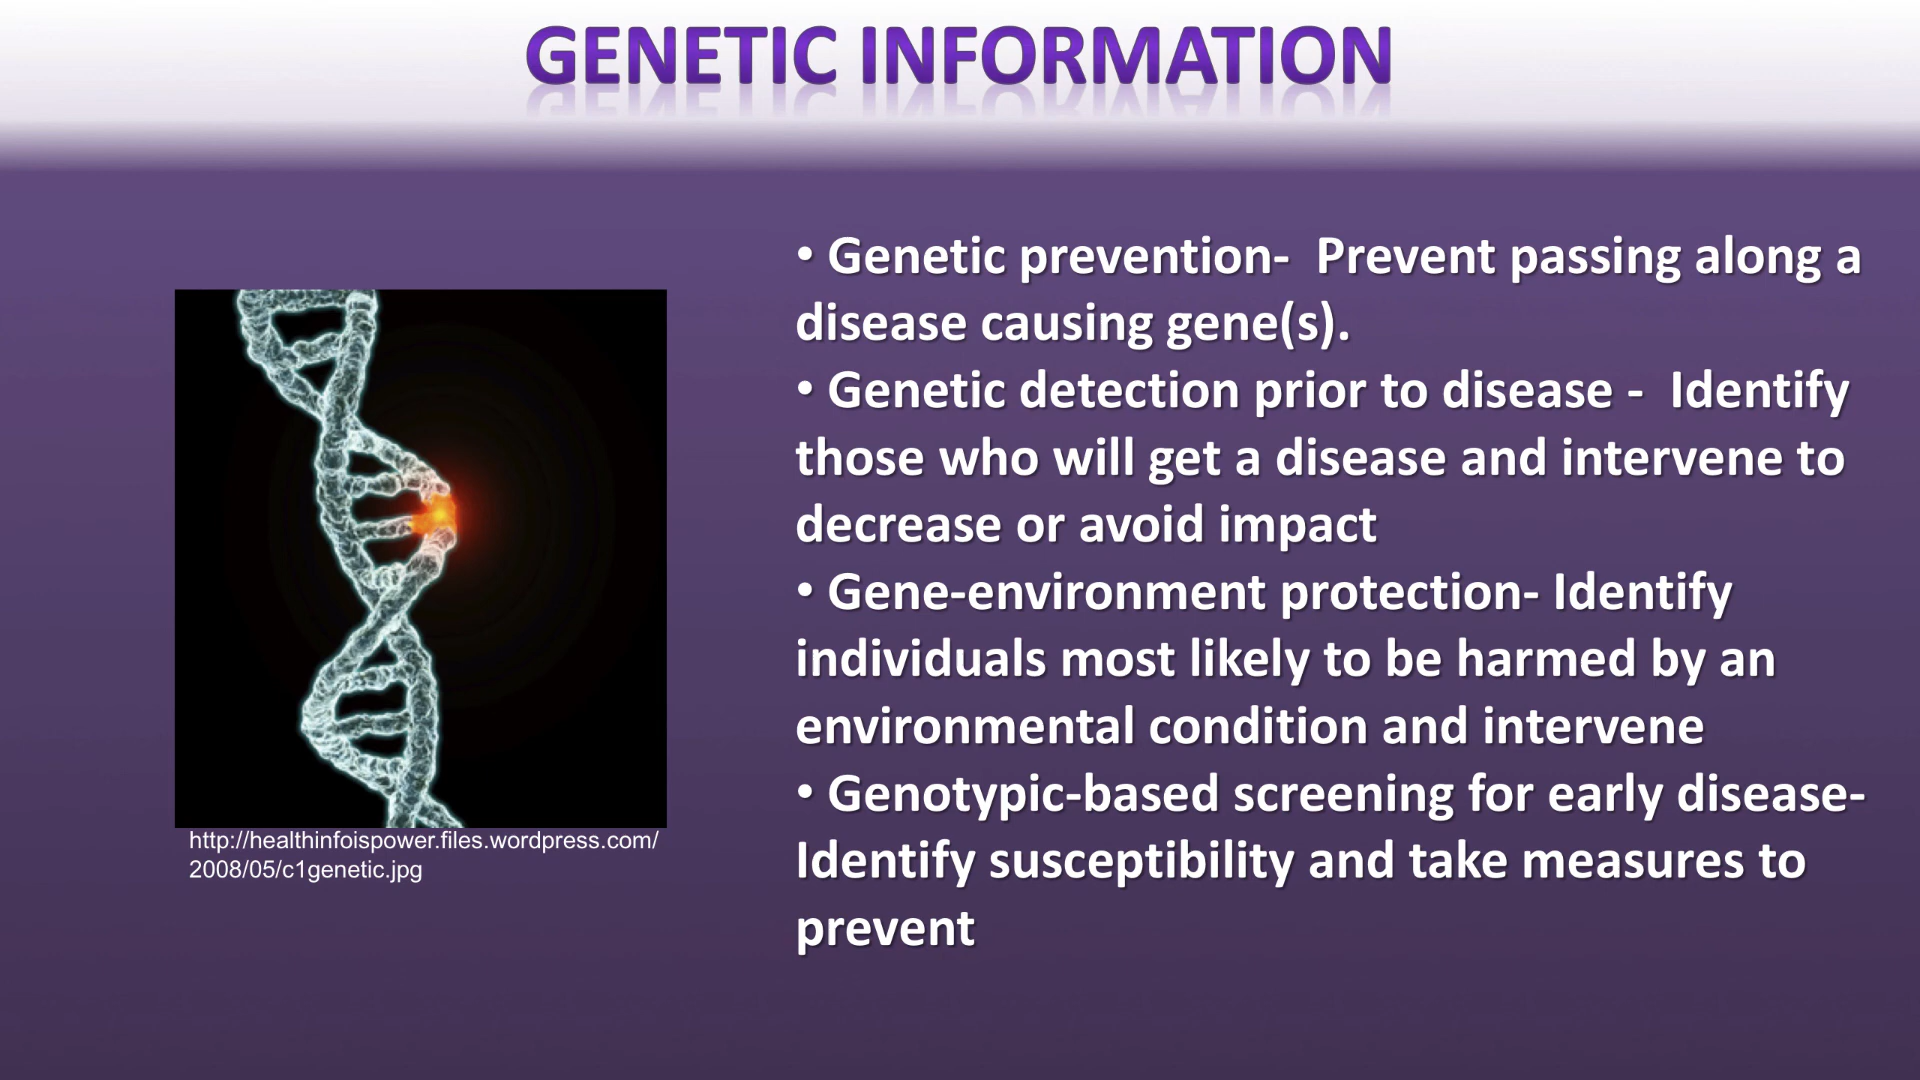 GENETIC INFORMATION
• Genetic prevention-  Prevent passing along a
disease causing gene(s).
• Genetic detection prior to disease -  Identify
those who will get a disease and intervene to
decrease or avoid impact
• Gene-environment protection- Identify
individuals most likely to be harmed by an
environmental condition and intervene
• Genotypic-based screening for early disease-
Identify susceptibility and take measures to
prevent
http://healthinfoispower.files.wordpress.com/
2008/05/c1genetic.jpg